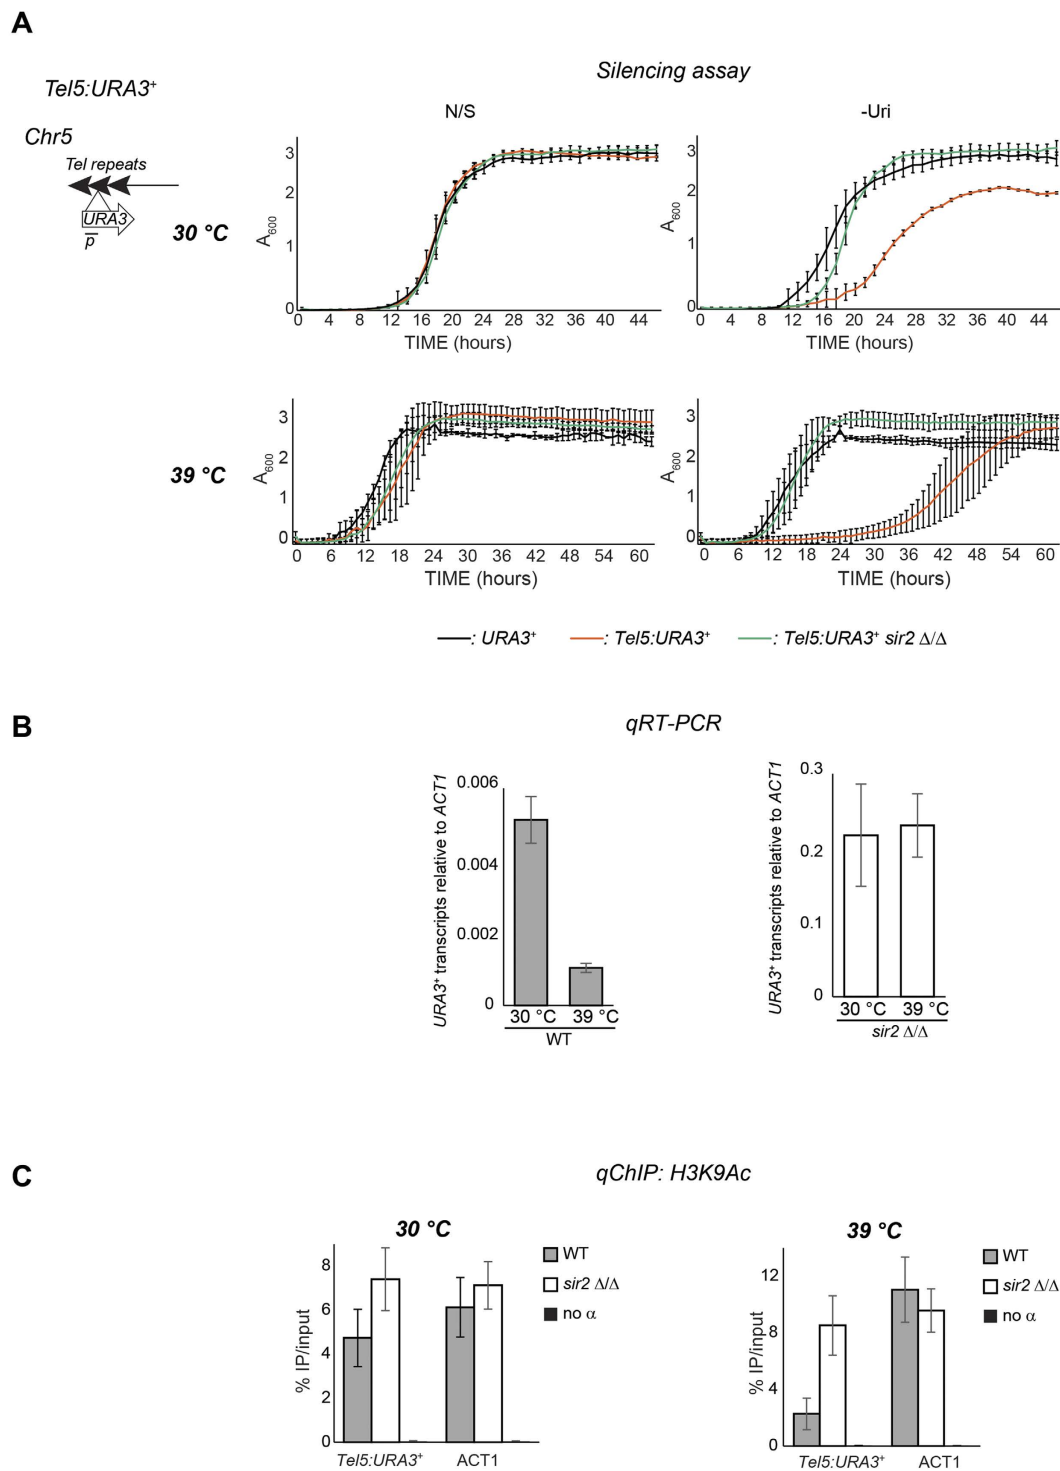 A
Tel5:URA3⁺
Silencing assay
N/S
-Uri
Chr5
Tel repeats
URA3
p
30 °C
A600
3
2
1
0
0 4 8 12 16 20 24 28 32 36 40 44
TIME (hours)
A600
3
2
1
0
0 4 8 12 16 20 24 28 32 36 40 44
TIME (hours)
39 °C
A600
3
2
1
0
0 6 12 18 24 30 36 42 48 54 60
TIME (hours)
A600
3
2
1
0
0 6 12 18 24 30 36 42 48 54 60
TIME (hours)
: URA3⁺ : Tel5:URA3⁺ : Tel5:URA3⁺ sir2 Δ/Δ
B
qRT-PCR
URA3⁺ transcripts relative to ACT1
0.006
0.004
0.002
0
30 °C 39 °C
WT
URA3⁺ transcripts relative to ACT1
0.3
0.2
0.1
0
30 °C 39 °C
sir2 Δ/Δ
C
qChIP: H3K9Ac
30 °C
% IP/input
8
6
4
2
0
Tel5:URA3⁺ ACT1
WT
sir2 Δ/Δ
no α
39 °C
% IP/input
12
8
4
0
Tel5:URA3⁺ ACT1
WT
sir2 Δ/Δ
no α